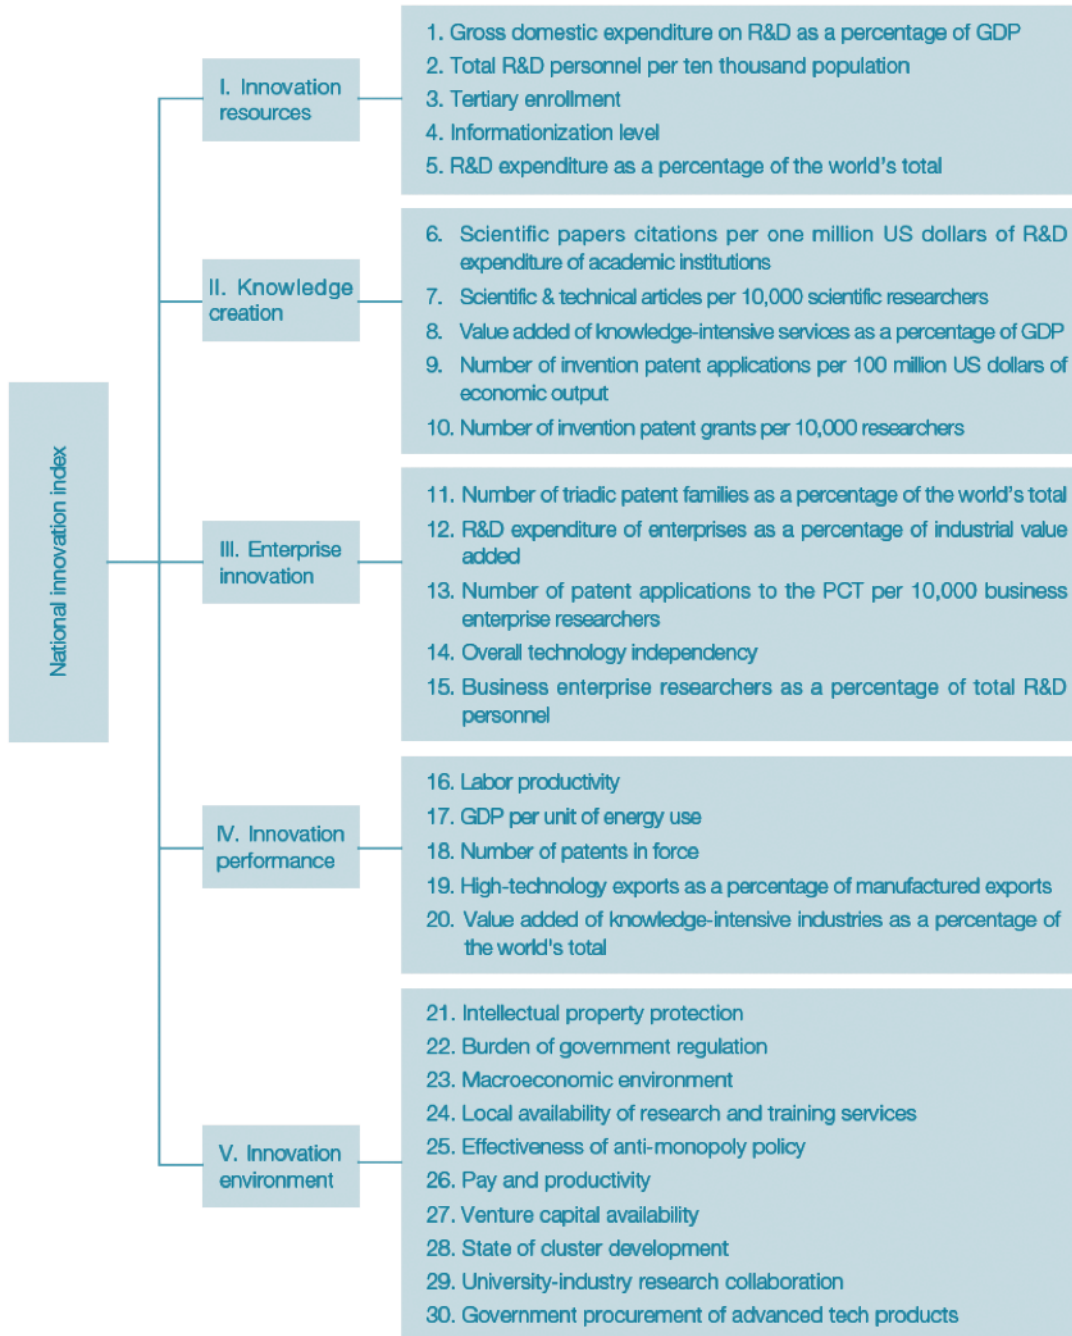 National innovation index
I. Innovation
resources
1. Gross domestic expenditure on R&D as a percentage of GDP
2. Total R&D personnel per ten thousand population
3. Tertiary enrollment
4. Informationization level
5. R&D expenditure as a percentage of the world's total
II. Knowledge
creation
6. Scientific papers citations per one million US dollars of R&D
expenditure of academic institutions
7. Scientific & technical articles per 10,000 scientific researchers
8. Value added of knowledge-intensive services as a percentage of GDP
9. Number of invention patent applications per 100 million US dollars of
economic output
10. Number of invention patent grants per 10,000 researchers
III. Enterprise
innovation
11. Number of triadic patent families as a percentage of the world's total
12. R&D expenditure of enterprises as a percentage of industrial value
added
13. Number of patent applications to the PCT per 10,000 business
enterprise researchers
14. Overall technology independency
15. Business enterprise researchers as a percentage of total R&D
personnel
IV. Innovation
performance
16. Labor productivity
17. GDP per unit of energy use
18. Number of patents in force
19. High-technology exports as a percentage of manufactured exports
20. Value added of knowledge-intensive industries as a percentage of
the world's total
V. Innovation
environment
21. Intellectual property protection
22. Burden of government regulation
23. Macroeconomic environment
24. Local availability of research and training services
25. Effectiveness of anti-monopoly policy
26. Pay and productivity
27. Venture capital availability
28. State of cluster development
29. University-industry research collaboration
30. Government procurement of advanced tech products